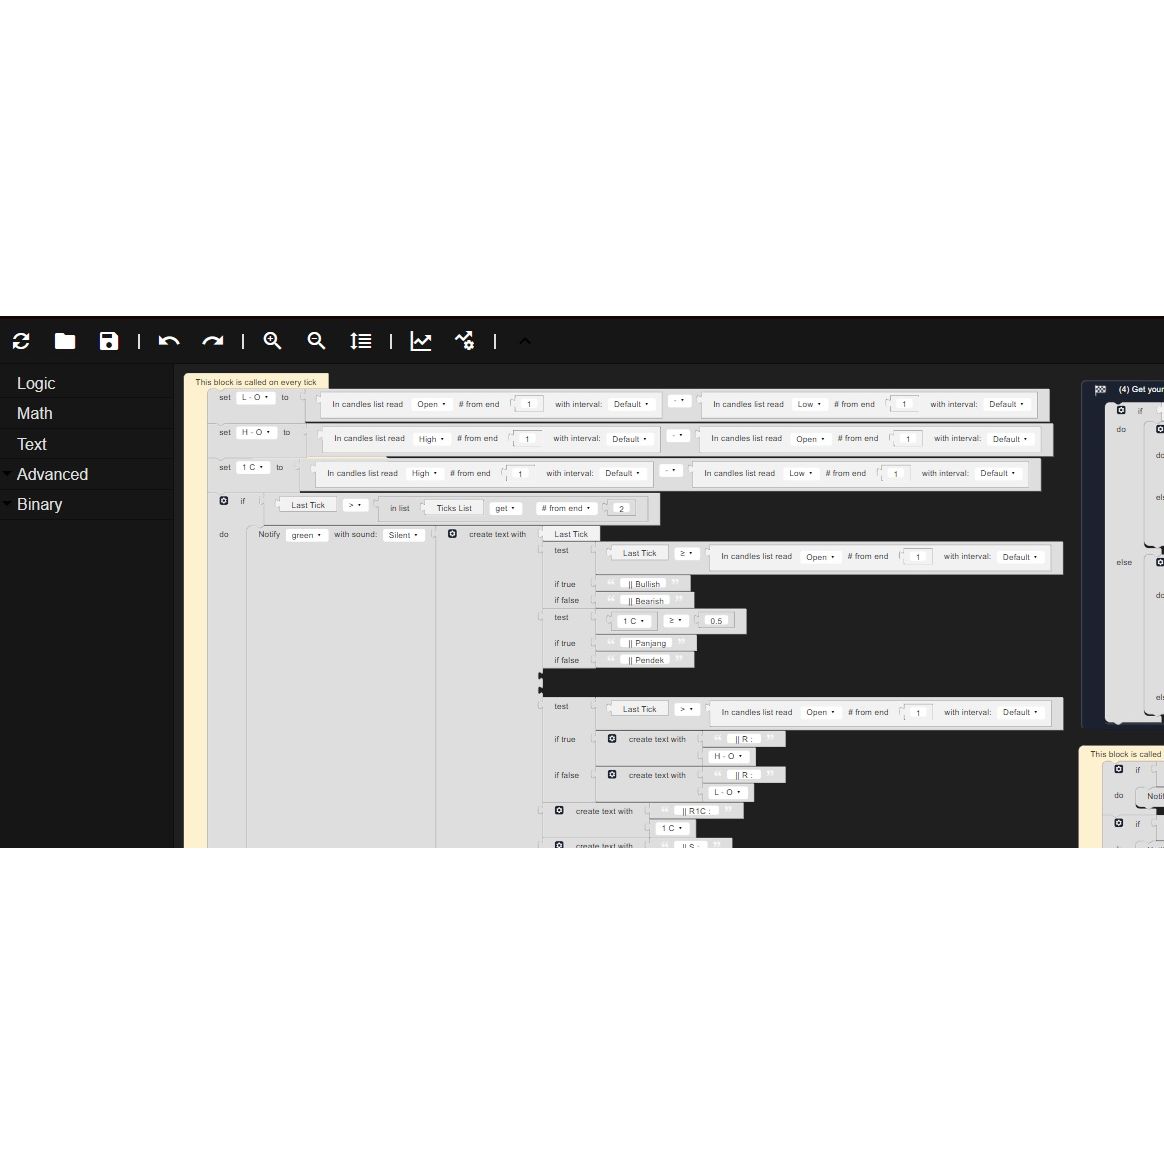 Logic
Math
Text
Advanced
Binary
This block is called on every tick
set L - O to In candles list read Open # from end 1 with interval: Default - In candles list read Low # from end 1 with interval: Default
set H - O to In candles list read High # from end 1 with interval: Default - In candles list read Open # from end 1 with interval: Default
set 1 C to In candles list read High # from end 1 with interval: Default - In candles list read Low # from end 1 with interval: Default
if Last Tick > in list Ticks List get # from end 2
do Notify green with sound: Silent create text with Last Tick
test Last Tick ≥ In candles list read Open # from end 1 with interval: Default
if true “ || Bullish ”
if false “ || Bearish ”
test 1 C ≥ 0.5
if true “ || Panjang ”
if false “ || Pendek ”
test Last Tick > In candles list read Open # from end 1 with interval: Default
if true create text with “ || R : ”
H - O
if false create text with “ || R : ”
L - O
create text with “ || R1C : ”
1 C
create text with “ || S : ”
(4) Get your
if
do
do
else
do
This block is called
if
do
if